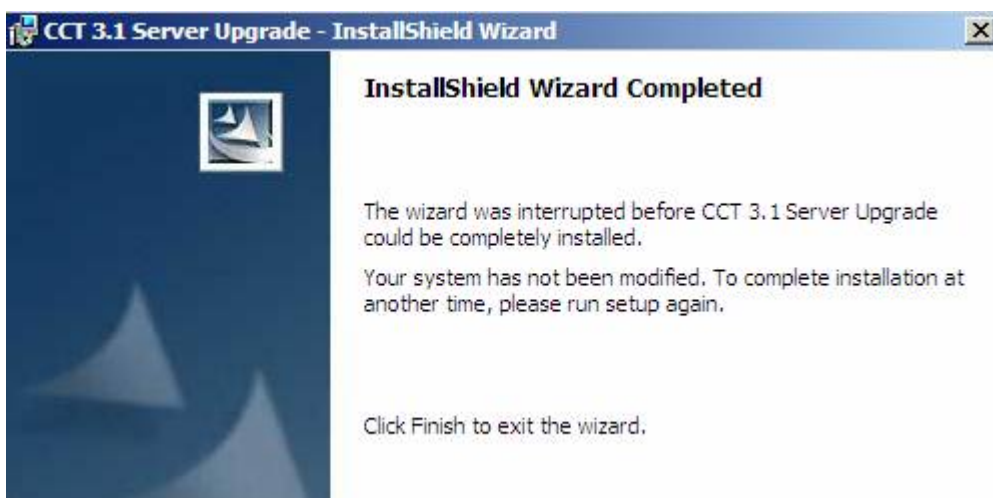 CCT 3.1 Server Upgrade - InstallShield Wizard
InstallShield Wizard Completed
The wizard was interrupted before CCT 3.1 Server Upgrade
could be completely installed.
Your system has not been modified. To complete installation at
another time, please run setup again.
Click Finish to exit the wizard.